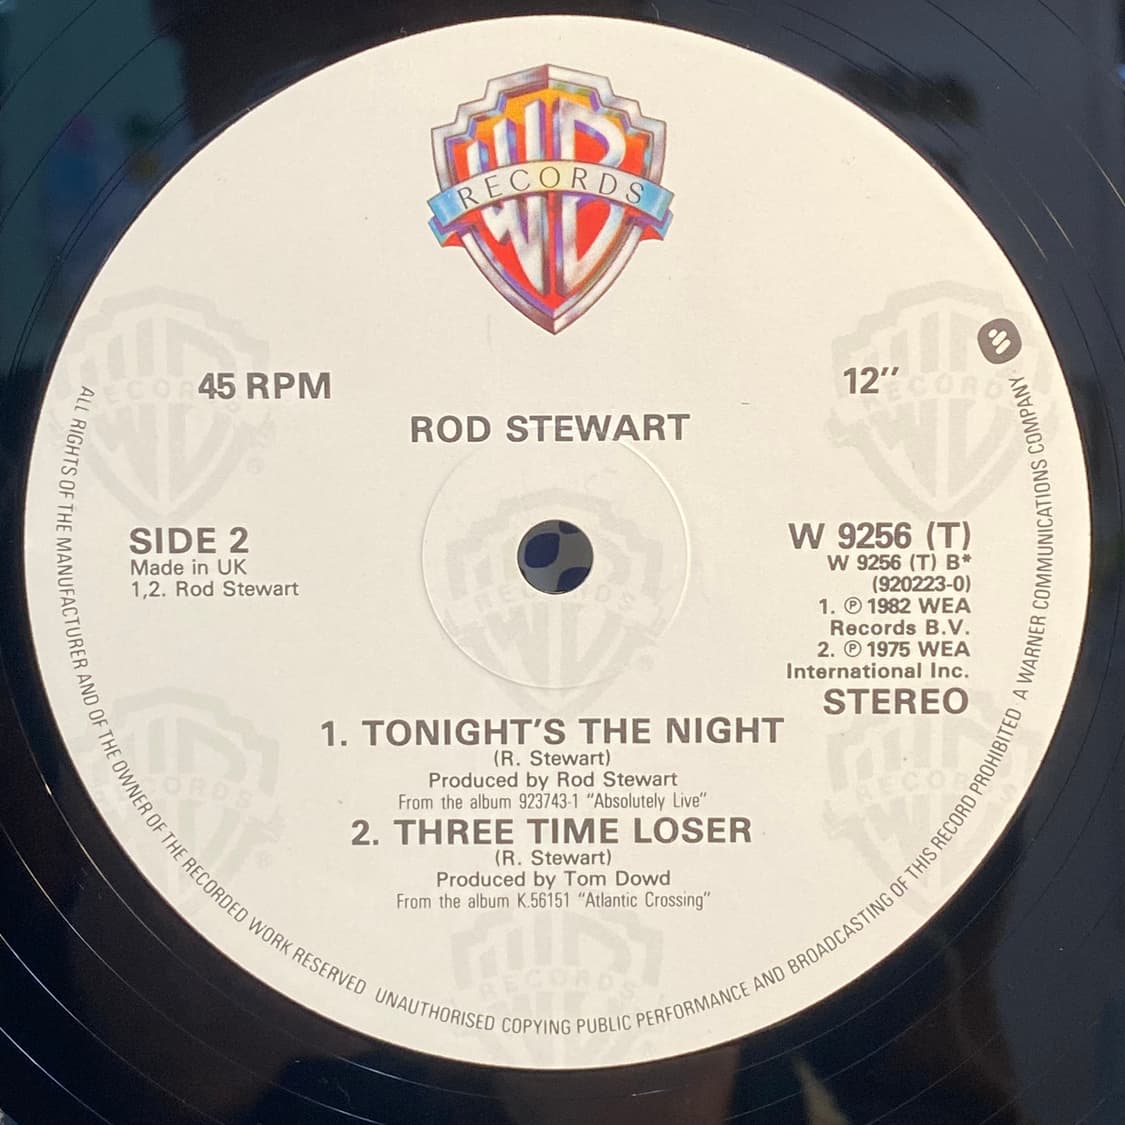 WB
RECORDS
45 RPM
12”
ROD STEWART
SIDE 2
Made in UK
1,2. Rod Stewart
W 9256 (T)
W 9256 (T) B*
(920223-0)
1. ℗ 1982 WEA
Records B.V.
2. ℗ 1975 WEA
International Inc.
STEREO
1. TONIGHT'S THE NIGHT
(R. Stewart)
Produced by Rod Stewart
From the album 923743-1 “Absolutely Live”
2. THREE TIME LOSER
(R. Stewart)
Produced by Tom Dowd
From the album K.56151 “Atlantic Crossing”
ALL RIGHTS OF THE MANUFACTURER AND OF THE OWNER OF THE RECORDED WORK RESERVED UNAUTHORISED COPYING PUBLIC PERFORMANCE AND BROADCASTING OF THIS RECORD PROHIBITED A WARNER COMMUNICATIONS COMPANY.